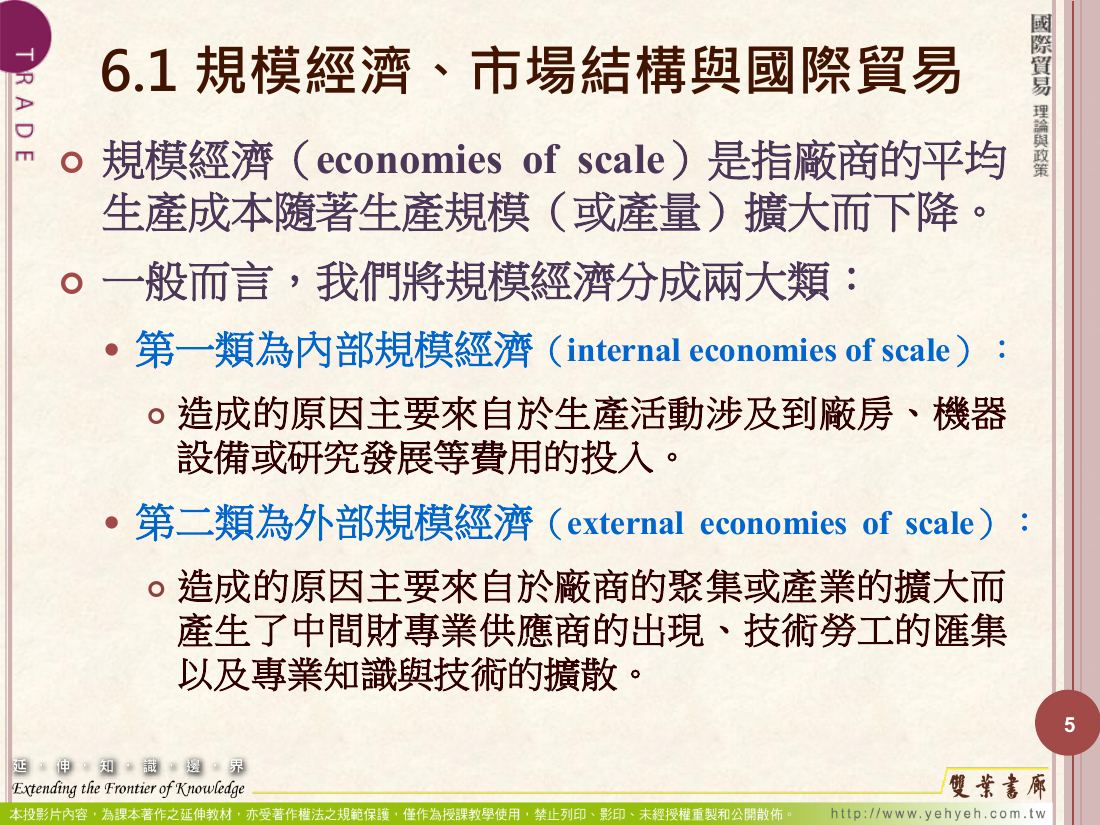 TRADE
國際貿易 理論與政策
6.1 規模經濟、市場結構與國際貿易
規模經濟（economies of scale）是指廠商的平均
生產成本隨著生產規模（或產量）擴大而下降。
一般而言，我們將規模經濟分成兩大類：
第一類為內部規模經濟（internal economies of scale）：
造成的原因主要來自於生產活動涉及到廠房、機器
設備或研究發展等費用的投入。
第二類為外部規模經濟（external economies of scale）：
造成的原因主要來自於廠商的聚集或產業的擴大而
產生了中間財專業供應商的出現、技術勞工的匯集
以及專業知識與技術的擴散。
5
延。伸。知。識。邊。界
Extending the Frontier of Knowledge
雙葉書廊
本投影片內容，為課本著作之延伸教材，亦受著作權法之規範保護，僅作為授課教學使用，禁止列印、影印、未經授權重製和公開散佈。
http://www.yehyeh.com.tw